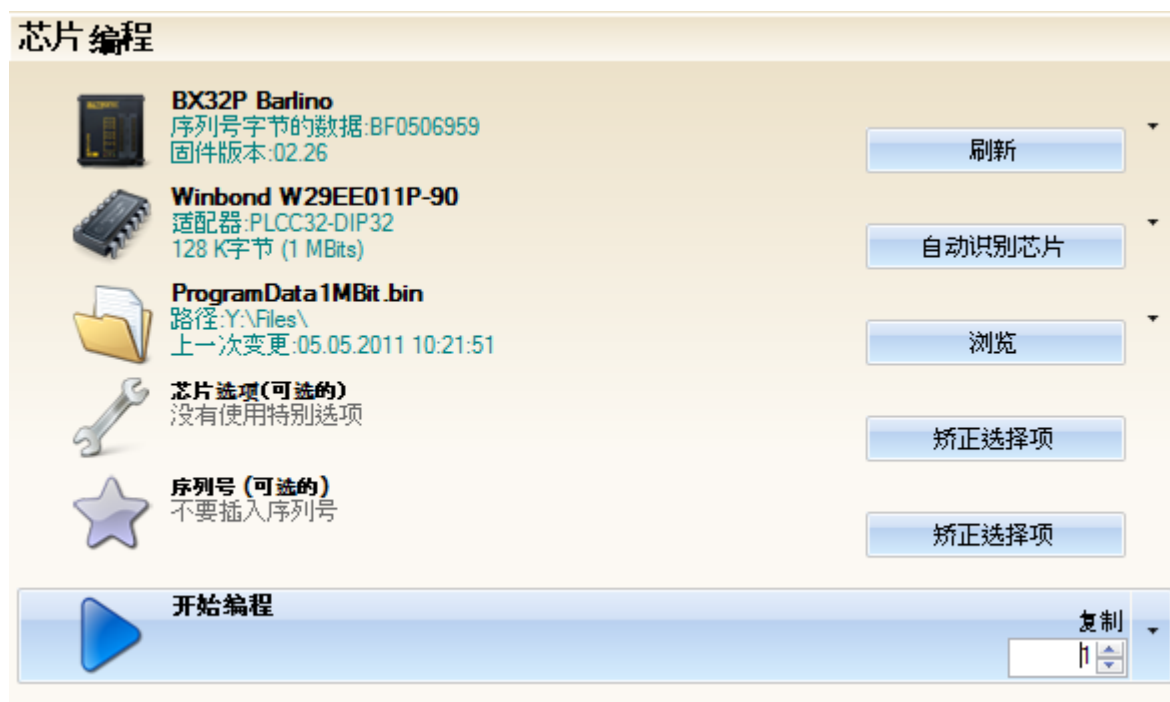 芯片编程
BX32P Barlino
序列号字节的数据:BF0506959
固件版本:02.26
刷新
Winbond W29EE011P-90
适配器:PLCC32-DIP32
128 K字节 (1 MBits)
自动识别芯片
ProgramData1MBit.bin
路径:Y:\Files\
上一次变更:05.05.2011 10:21:51
浏览
芯片选项(可选的)
没有使用特别选项
矫正选择项
序列号 (可选的)
不要插入序列号
矫正选择项
开始编程
复制
1